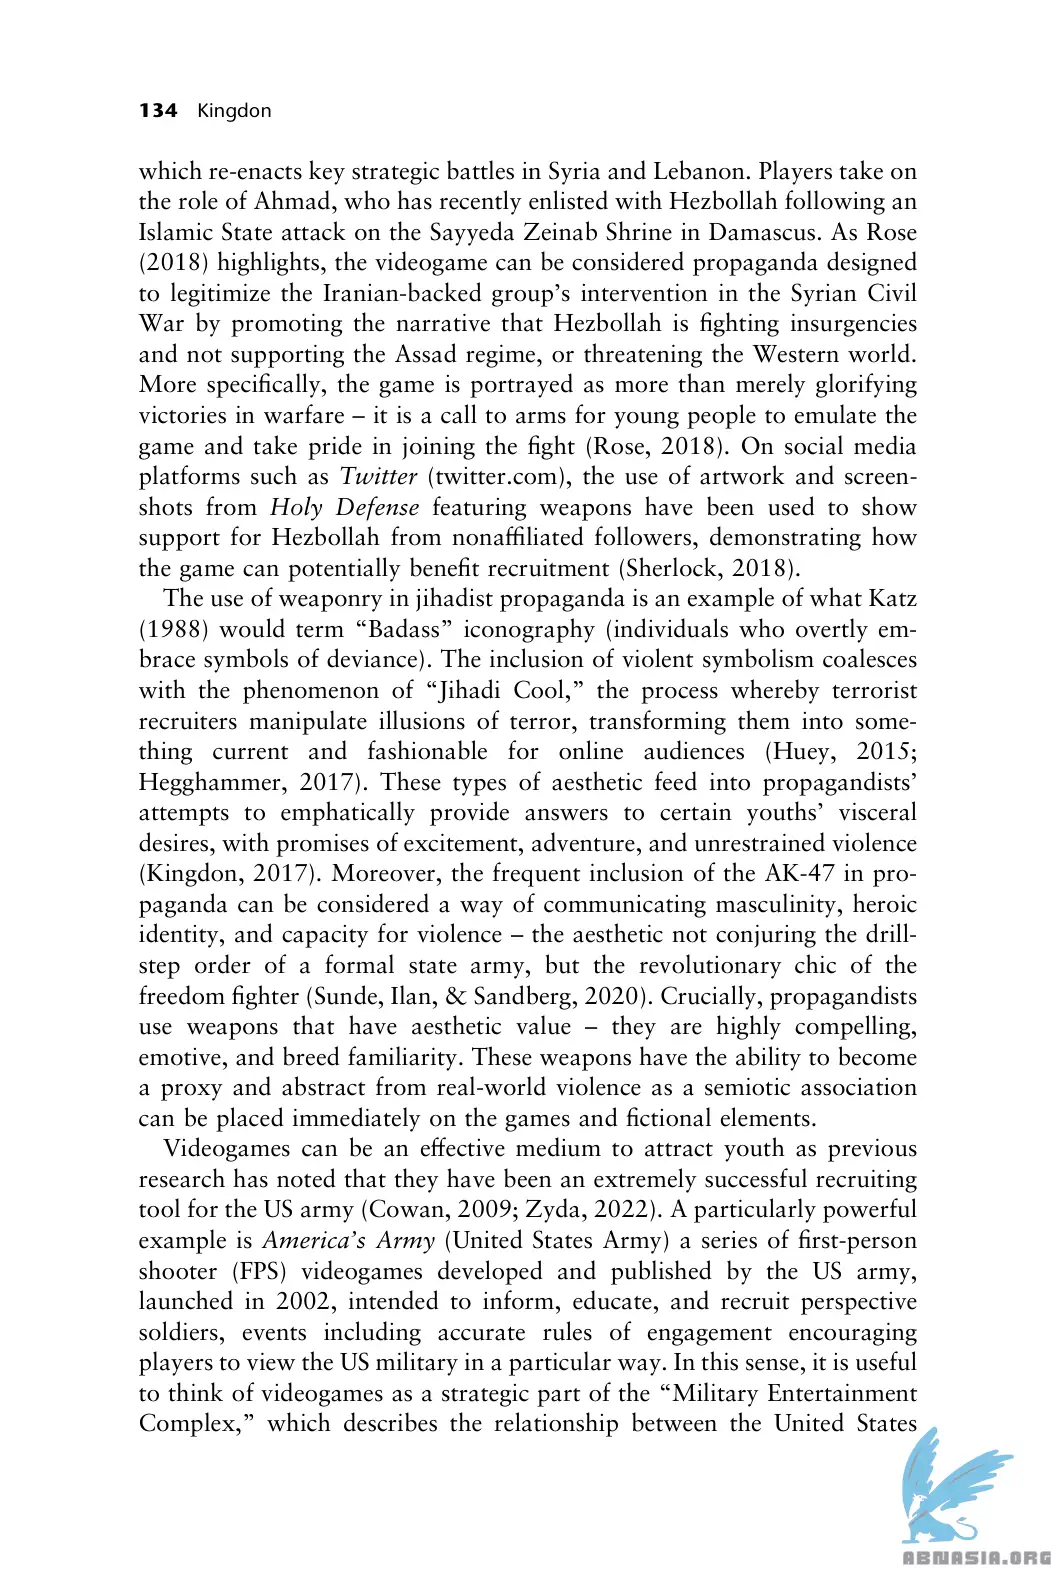 134 Kingdon
which re-enacts key strategic battles in Syria and Lebanon. Players take on
the role of Ahmad, who has recently enlisted with Hezbollah following an
Islamic State attack on the Sayyeda Zeinab Shrine in Damascus. As Rose
(2018) highlights, the videogame can be considered propaganda designed
to legitimize the Iranian-backed group’s intervention in the Syrian Civil
War by promoting the narrative that Hezbollah is fighting insurgencies
and not supporting the Assad regime, or threatening the Western world.
More specifically, the game is portrayed as more than merely glorifying
victories in warfare – it is a call to arms for young people to emulate the
game and take pride in joining the fight (Rose, 2018). On social media
platforms such as Twitter (twitter.com), the use of artwork and screen-
shots from Holy Defense featuring weapons have been used to show
support for Hezbollah from nonaffiliated followers, demonstrating how
the game can potentially benefit recruitment (Sherlock, 2018).
The use of weaponry in jihadist propaganda is an example of what Katz
(1988) would term “Badass” iconography (individuals who overtly em-
brace symbols of deviance). The inclusion of violent symbolism coalesces
with the phenomenon of “Jihadi Cool,” the process whereby terrorist
recruiters manipulate illusions of terror, transforming them into some-
thing current and fashionable for online audiences (Huey, 2015;
Hegghammer, 2017). These types of aesthetic feed into propagandists’
attempts to emphatically provide answers to certain youths’ visceral
desires, with promises of excitement, adventure, and unrestrained violence
(Kingdon, 2017). Moreover, the frequent inclusion of the AK-47 in pro-
paganda can be considered a way of communicating masculinity, heroic
identity, and capacity for violence – the aesthetic not conjuring the drill-
step order of a formal state army, but the revolutionary chic of the
freedom fighter (Sunde, Ilan, & Sandberg, 2020). Crucially, propagandists
use weapons that have aesthetic value – they are highly compelling,
emotive, and breed familiarity. These weapons have the ability to become
a proxy and abstract from real-world violence as a semiotic association
can be placed immediately on the games and fictional elements.
Videogames can be an effective medium to attract youth as previous
research has noted that they have been an extremely successful recruiting
tool for the US army (Cowan, 2009; Zyda, 2022). A particularly powerful
example is America’s Army (United States Army) a series of first-person
shooter (FPS) videogames developed and published by the US army,
launched in 2002, intended to inform, educate, and recruit perspective
soldiers, events including accurate rules of engagement encouraging
players to view the US military in a particular way. In this sense, it is useful
to think of videogames as a strategic part of the “Military Entertainment
Complex,” which describes the relationship between the United States
ABNASIA.ORG